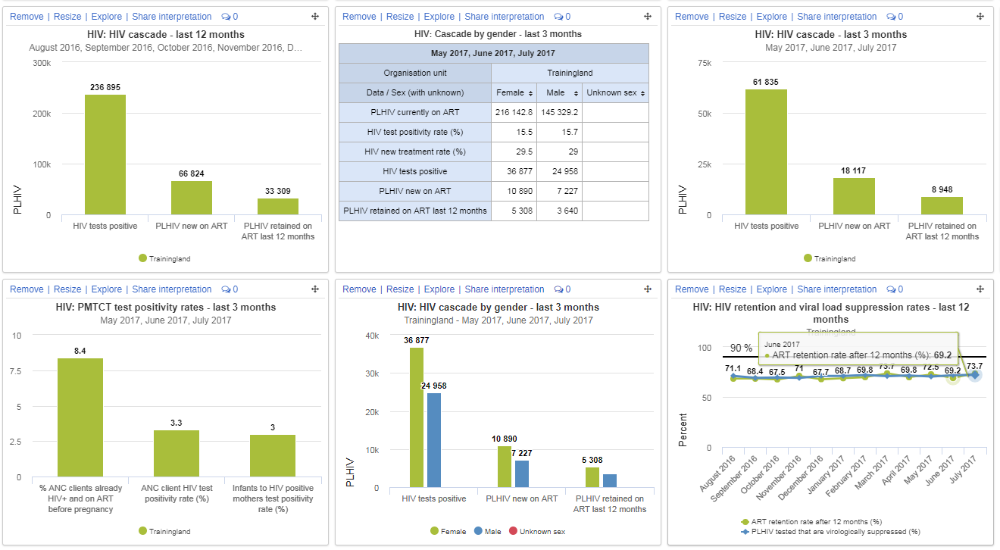 Remove | Resize | Explore | Share interpretation 0
HIV: HIV cascade - last 12 months
August 2016, September 2016, October 2016, November 2016, D...
300k
200k
100k
0
PLHIV
236 895
66 824
33 309
HIV tests positive
PLHIV new on ART
PLHIV retained on
ART last 12 months
Trainingland
Remove | Resize | Explore | Share interpretation 0
HIV: Cascade by gender - last 3 months
May 2017, June 2017, July 2017
Organisation unit Trainingland
Data / Sex (with unknown) Female Male Unknown sex
PLHIV currently on ART 216 142.8 145 329.2
HIV test positivity rate (%) 15.5 15.7
HIV new treatment rate (%) 29.5 29
HIV tests positive 36 877 24 958
PLHIV new on ART 10 890 7 227
PLHIV retained on ART last 12 months 5 308 3 640
Remove | Resize | Explore | Share interpretation 0
HIV: HIV cascade - last 3 months
May 2017, June 2017, July 2017
75k
50k
25k
0
PLHIV
61 835
18 117
8 948
HIV tests positive
PLHIV new on ART
PLHIV retained on
ART last 12 months
Trainingland
Remove | Resize | Explore | Share interpretation 0
HIV: PMTCT test positivity rates - last 3 months
May 2017, June 2017, July 2017
10
7.5
5
2.5
0
8.4
3.3
3
% ANC clients already
HIV+ and on ART
before pregnancy
ANC client HIV test
positivity rate (%)
Infants to HIV positive
mothers test positivity
rate (%)
Trainingland
Remove | Resize | Explore | Share interpretation 0
HIV: HIV cascade by gender - last 3 months
Trainingland - May 2017, June 2017, July 2017
40k
30k
20k
10k
0
PLHIV
36 877
24 958
10 890
7 227
5 308
HIV tests positive
PLHIV new on ART
PLHIV retained on
ART last 12 months
Female Male Unknown sex
Remove | Resize | Explore | Share interpretation 0
HIV: HIV retention and viral load suppression rates - last 12
months
Trainingland
100
50
0
Percent
90 %
June 2017
ART retention rate after 12 months (%): 69.2
71.1 68.4 67.5 71 67.7 68.7 69.8 73.7 69.8 72.5 69.2 73.7
August 2016
September 2016
October 2016
November 2016
December 2016
January 2017
February 2017
March 2017
April 2017
May 2017
June 2017
July 2017
ART retention rate after 12 months (%)
PLHIV tested that are virologically suppressed (%)